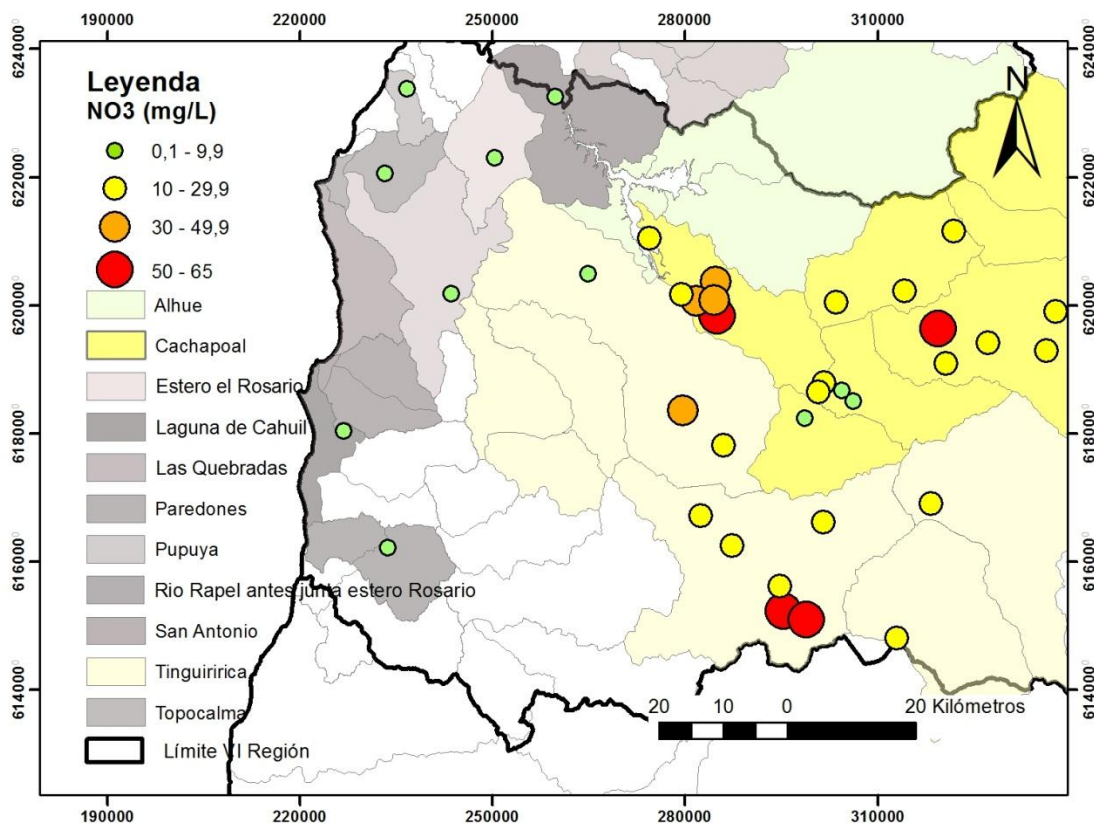 190000 220000 250000 280000 310000
6240000 6240000
Leyenda
NO3 (mg/L)
0,1 - 9,9
10 - 29,9
30 - 49,9
50 - 65
Alhue
Cachapoal
Estero el Rosario
Laguna de Cahuil
Las Quebradas
Paredones
Pupuya
Rio Rapel antes junta estero Rosario
San Antonio
Tinguiririca
Topocalma
Límite VI Región
N
6220000 6220000
6200000 6200000
6180000 6180000
6160000 6160000
6140000 6140000
20 10 0 20 Kilómetros
190000 220000 250000 280000 310000